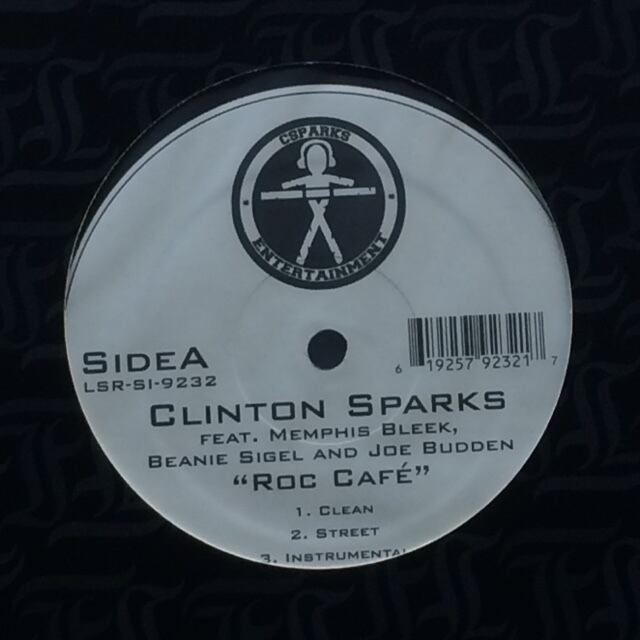 CSPARKS
ENTERTAINMENT
SIDEA
LSR-SI-9232
6 19257 92321 7
CLINTON SPARKS
FEAT. MEMPHIS BLEEK,
BEANIE SIGEL AND JOE BUDDEN
"ROC CAFÉ"
1. CLEAN
2. STREET
3. INSTRUMENTAL